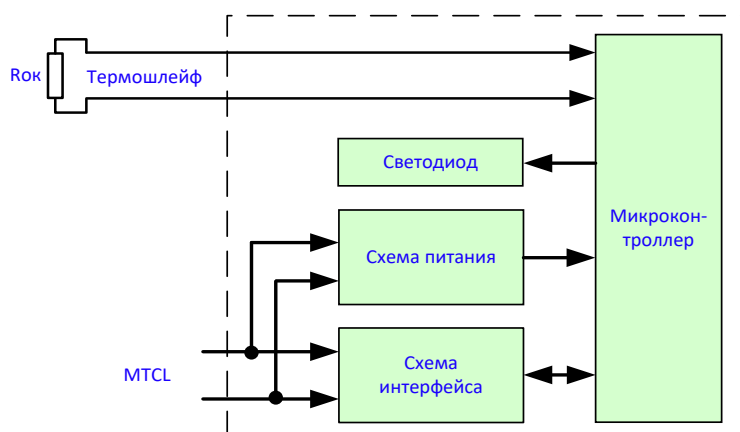 Rок
Термошлейф
Светодиод
Микрокон-
троллер
Схема питания
Схема
интерфейса
MTCL